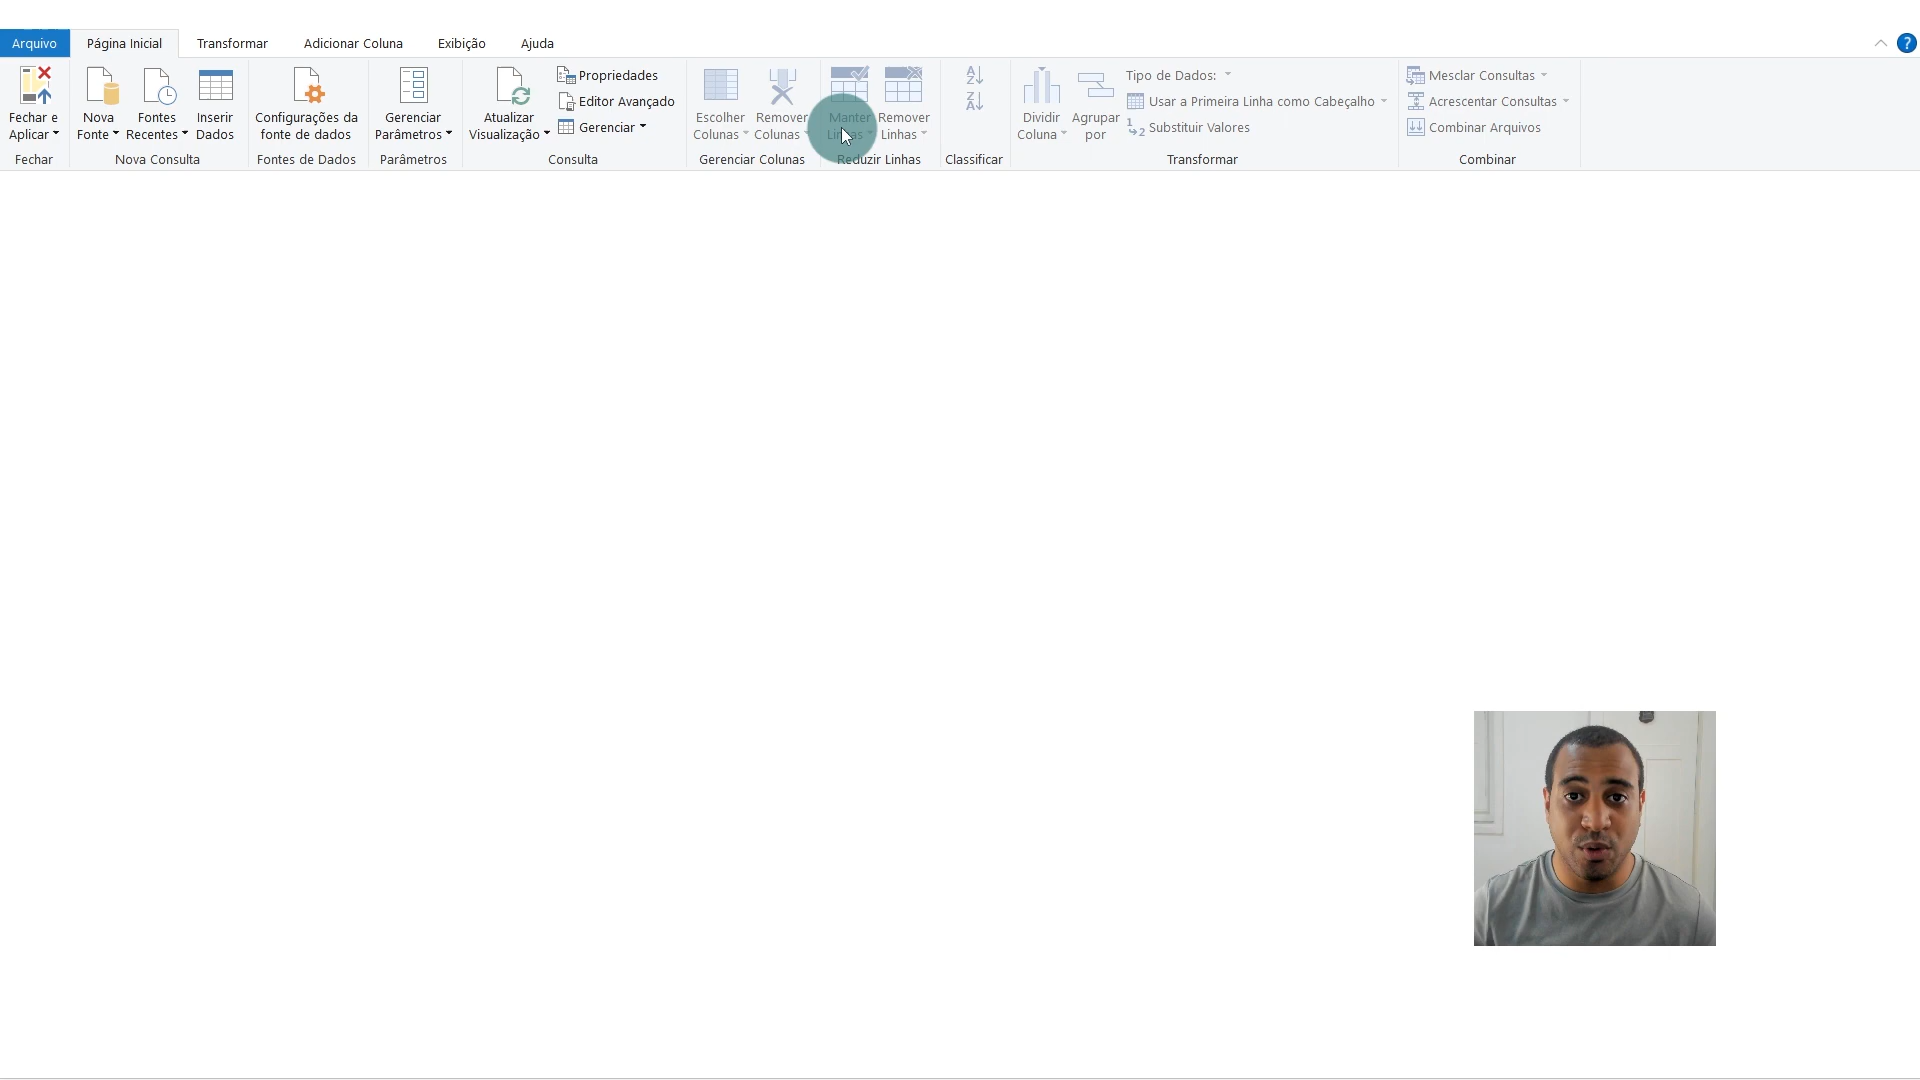 Arquivo
Página Inicial
Transformar
Adicionar Coluna
Exibição
Ajuda
?
Fechar e
Aplicar
Fechar
Nova
Fonte
Fontes
Recentes
Inserir
Dados
Nova Consulta
Configurações da
fonte de dados
Fontes de Dados
Gerenciar
Parâmetros
Parâmetros
Atualizar
Visualização
Propriedades
Editor Avançado
Gerenciar
Consulta
Escolher
Colunas
Remover
Colunas
Gerenciar Colunas
Manter
Linhas
Remover
Linhas
Reduzir Linhas
A
Z
Z
A
Classificar
Dividir
Coluna
Agrupar
por
Tipo de Dados:
Usar a Primeira Linha como Cabeçalho
1
2
Substituir Valores
Transformar
Mesclar Consultas
Acrescentar Consultas
Combinar Arquivos
Combinar